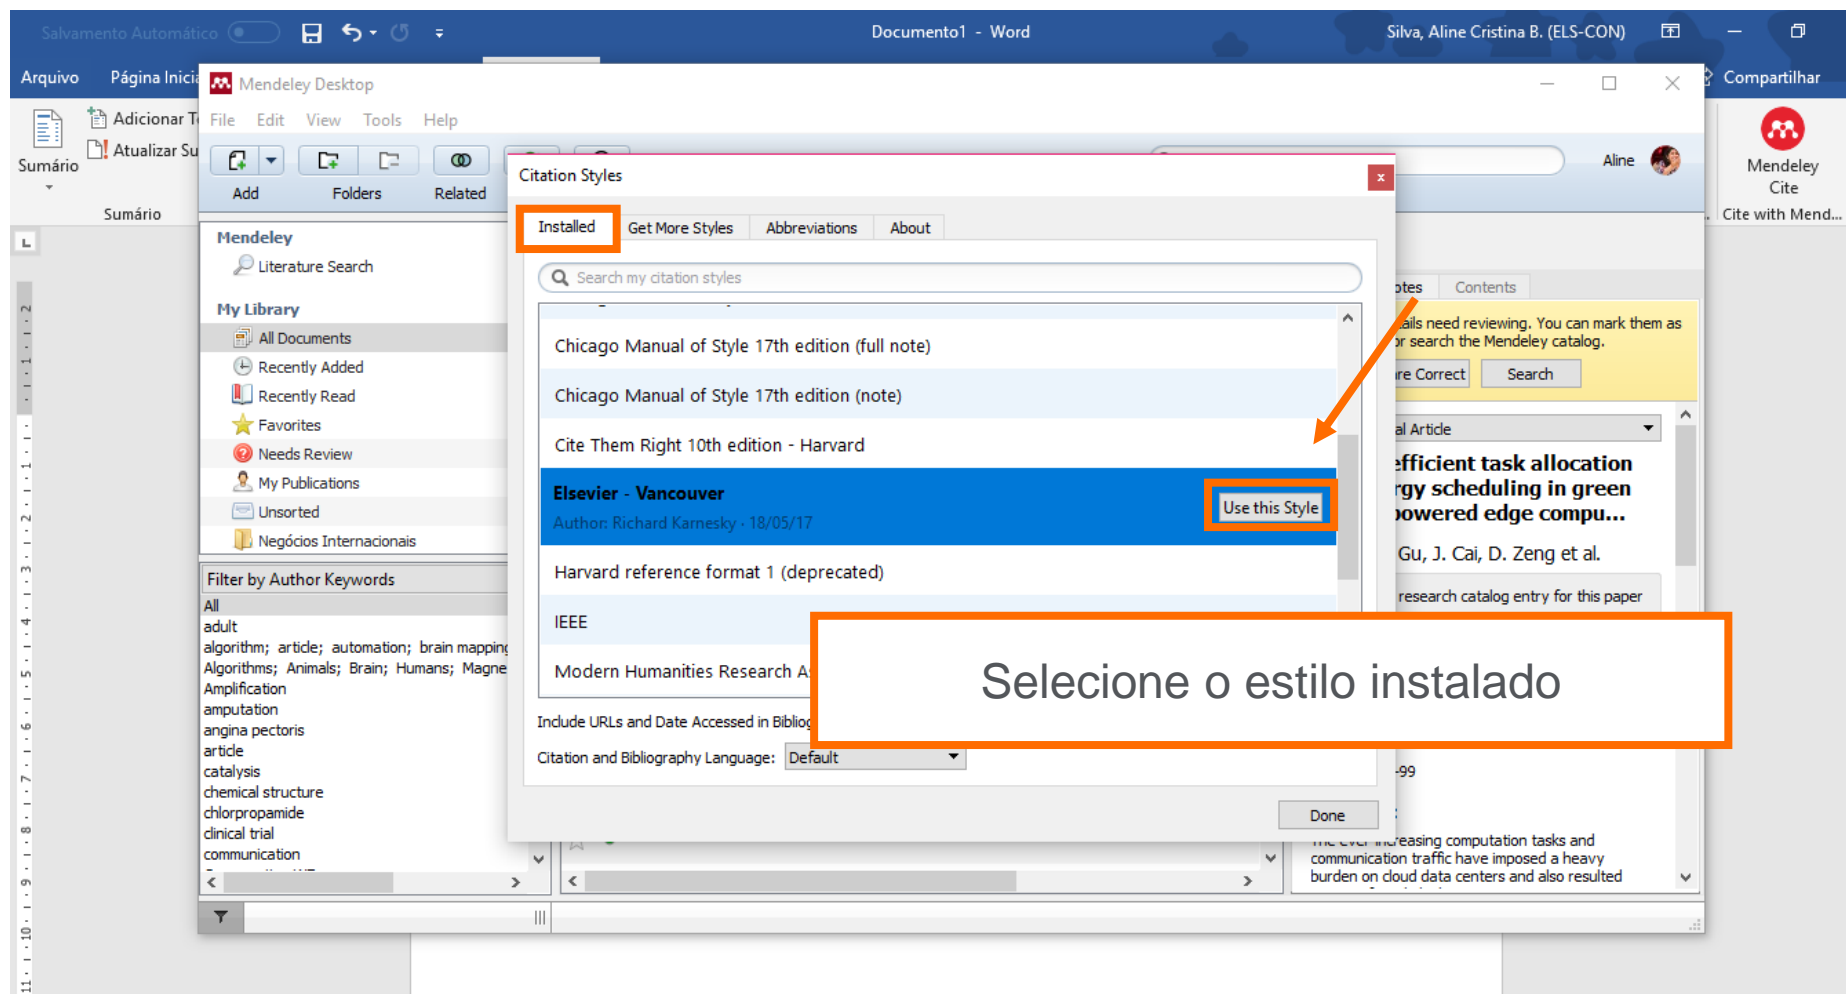 Salvamento Automático
Documento1 - Word
Silva, Aline Cristina B. (ELS-CON)
Arquivo
Página Inicia
Compartilhar
Adicionar T
Atualizar Su
Sumário
Sumário
Mendeley
Cite
Cite with Mend...
Mendeley Desktop
File Edit View Tools Help
Add Folders Related
Aline
Mendeley
Literature Search
My Library
All Documents
Recently Added
Recently Read
Favorites
Needs Review
My Publications
Unsorted
Negócios Internacionais
Filter by Author Keywords
All
adult
algorithm; article; automation; brain mapping
Algorithms; Animals; Brain; Humans; Magne
Amplification
amputation
angina pectoris
article
catalysis
chemical structure
chlorpropamide
clinical trial
communication
Citation Styles
Installed Get More Styles Abbreviations About
Search my citation styles
Chicago Manual of Style 17th edition (full note)
Chicago Manual of Style 17th edition (note)
Cite Them Right 10th edition - Harvard
Elsevier - Vancouver
Author: Richard Karnesky - 18/05/17
Use this Style
Harvard reference format 1 (deprecated)
IEEE
Modern Humanities Research A
Include URLs and Date Accessed in Bibliog
Citation and Bibliography Language: Default
Done
Selecione o estilo instalado
otes Contents
ails need reviewing. You can mark them as
or search the Mendeley catalog.
re Correct Search
al Article
efficient task allocation
rgy scheduling in green
powered edge compu...
Gu, J. Cai, D. Zeng et al.
research catalog entry for this paper
-99
The ever-increasing computation tasks and
communication traffic have imposed a heavy
burden on cloud data centers and also resulted